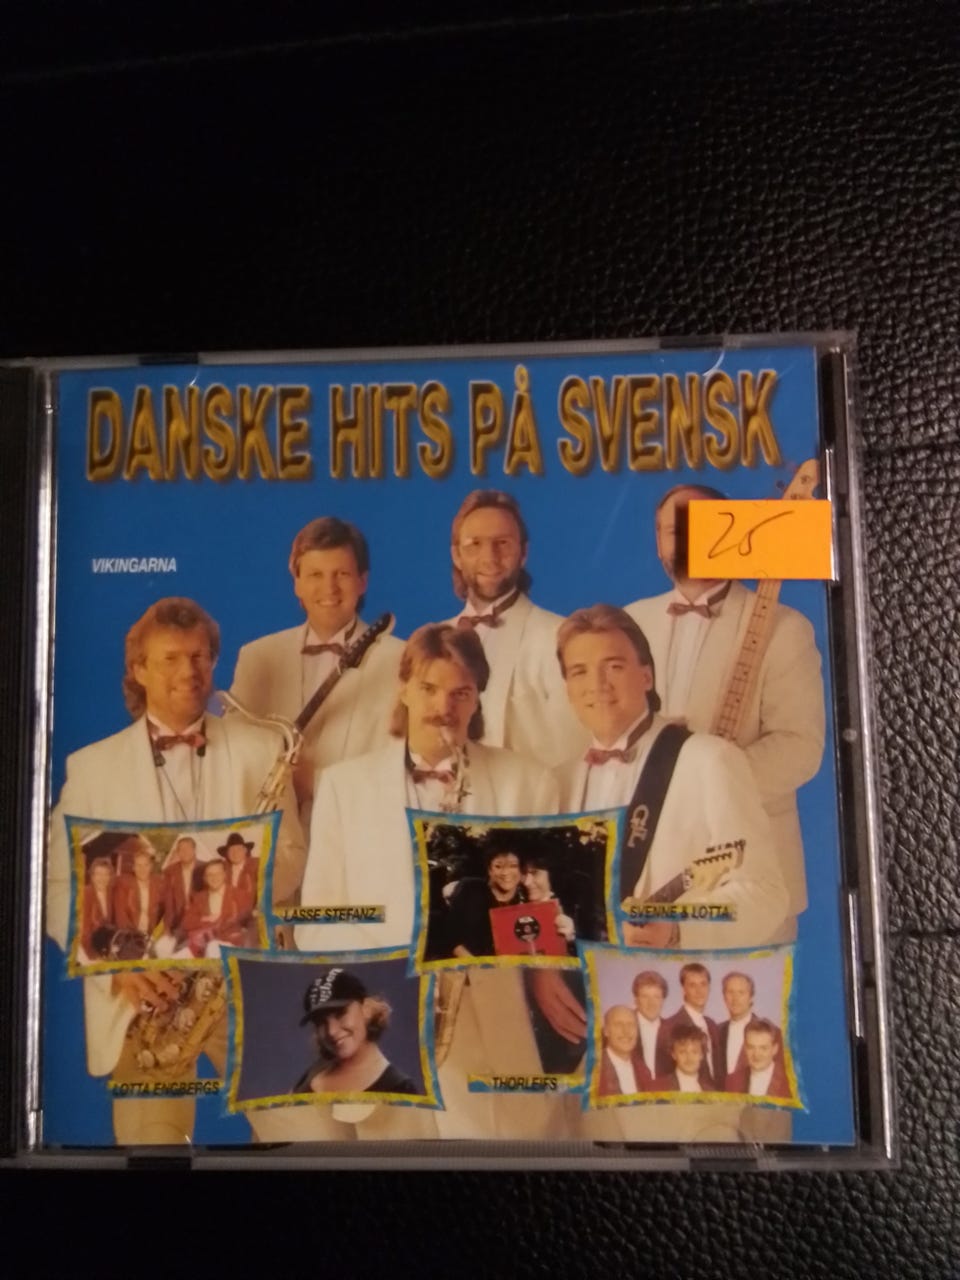 DANSKE HITS PÅ SVENSK
25
VIKINGARNA
LASSE STEFANZ
SVENNE & LOTTA
LOTTA ENGBERGS
THORLEIFS